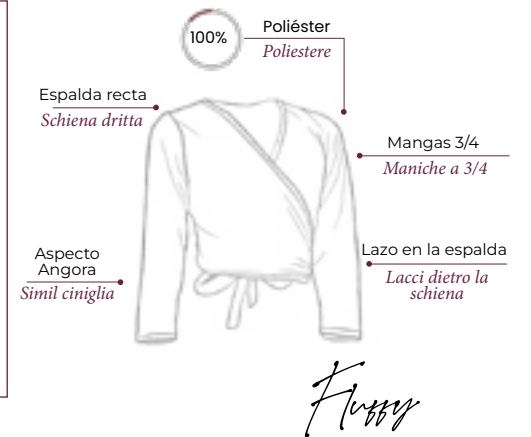 100%
Poliéster
Poliestere
Espalda recta
Schiena dritta
Mangas 3/4
Maniche a 3/4
Aspecto
Angora
Simil ciniglia
Lazo en la espalda
Lacci dietro la
schiena
Fluffy